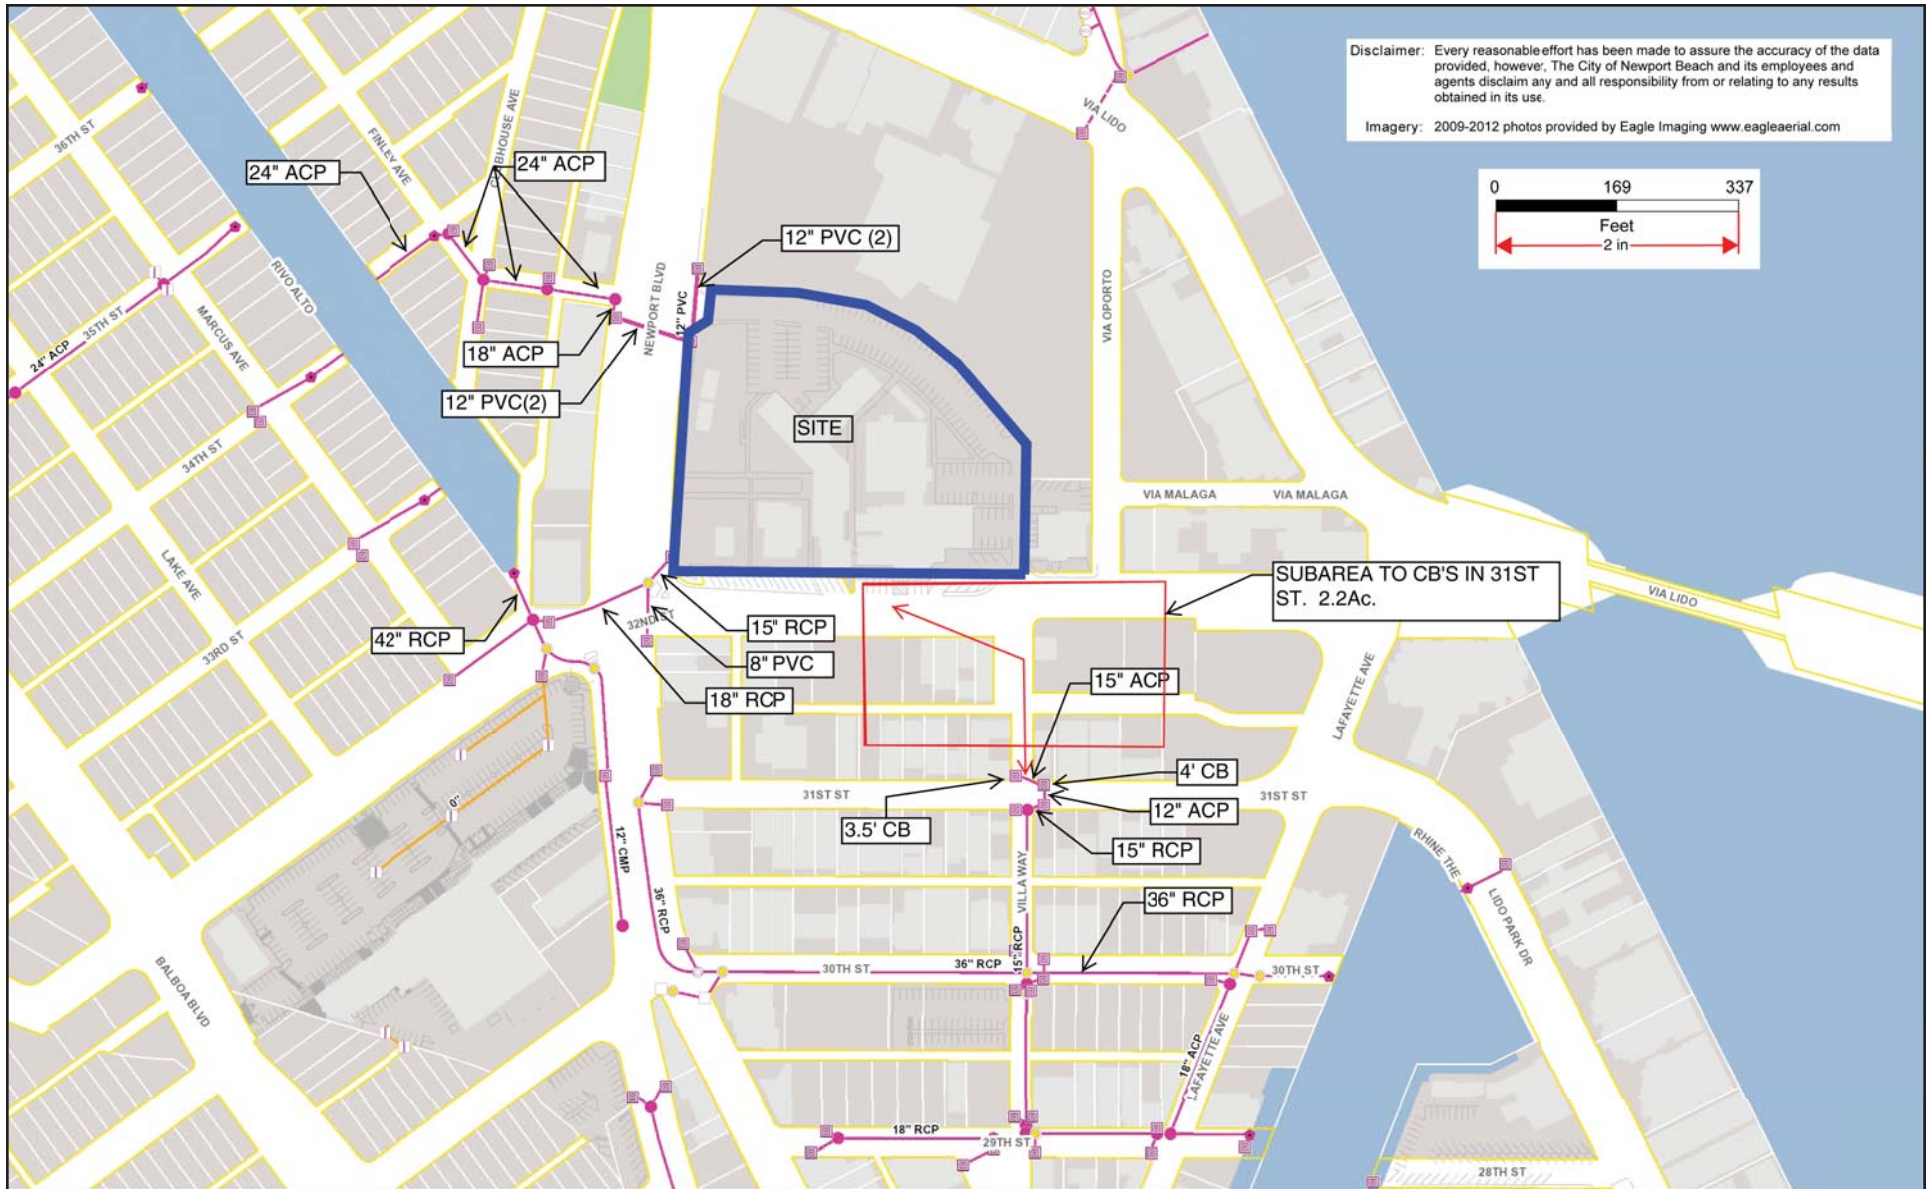 Disclaimer: Every reasonable effort has been made to assure the accuracy of the data
provided, however, The City of Newport Beach and its employees and
agents disclaim any and all responsibility from or relating to any results
obtained in its use.
Imagery: 2009-2012 photos provided by Eagle Imaging www.eagleaerial.com
0 169 337
Feet
2 in
36TH ST
FINLEY AVE
CLUBHOUSE AVE
24" ACP
24" ACP
VIA LIDO
12" PVC (2)
RIVO ALTO
NEWPORT BLVD
12" PVC
VIA OPORTO
35TH ST
24" ACP
MARCUS AVE
18" ACP
12" PVC(2)
SITE
34TH ST
VIA MALAGA
VIA MALAGA
LAKE AVE
SUBAREA TO CB'S IN 31ST
ST. 2.2Ac.
VIA LIDO
33RD ST
42" RCP
32ND ST
15" RCP
8" PVC
18" RCP
15" ACP
LAFAYETTE AVE
4' CB
31ST ST
31ST ST
12" ACP
3.5' CB
15" RCP
0"
12" CMP
36" RCP
VILLA WAY
RHINE THE
36" RCP
LIDO PARK DR
15" RCP
30TH ST
36" RCP
30TH ST
BALBOA BLVD
18" ACP
LAFAYETTE AVE
18" RCP
29TH ST
28TH ST